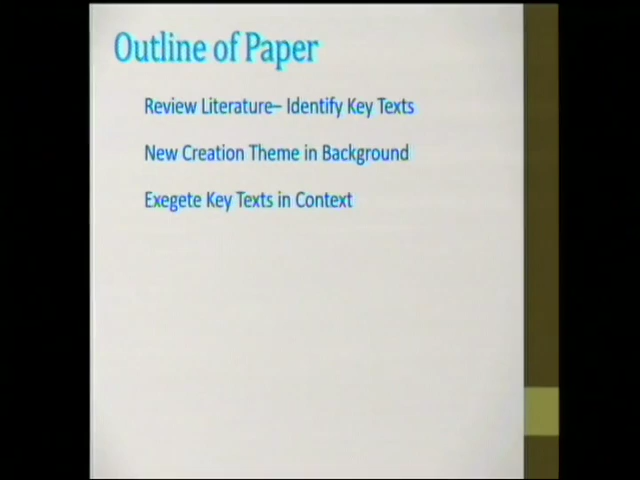 Outline of Paper
Review Literature– Identify Key Texts
New Creation Theme in Background
Exegete Key Texts in Context